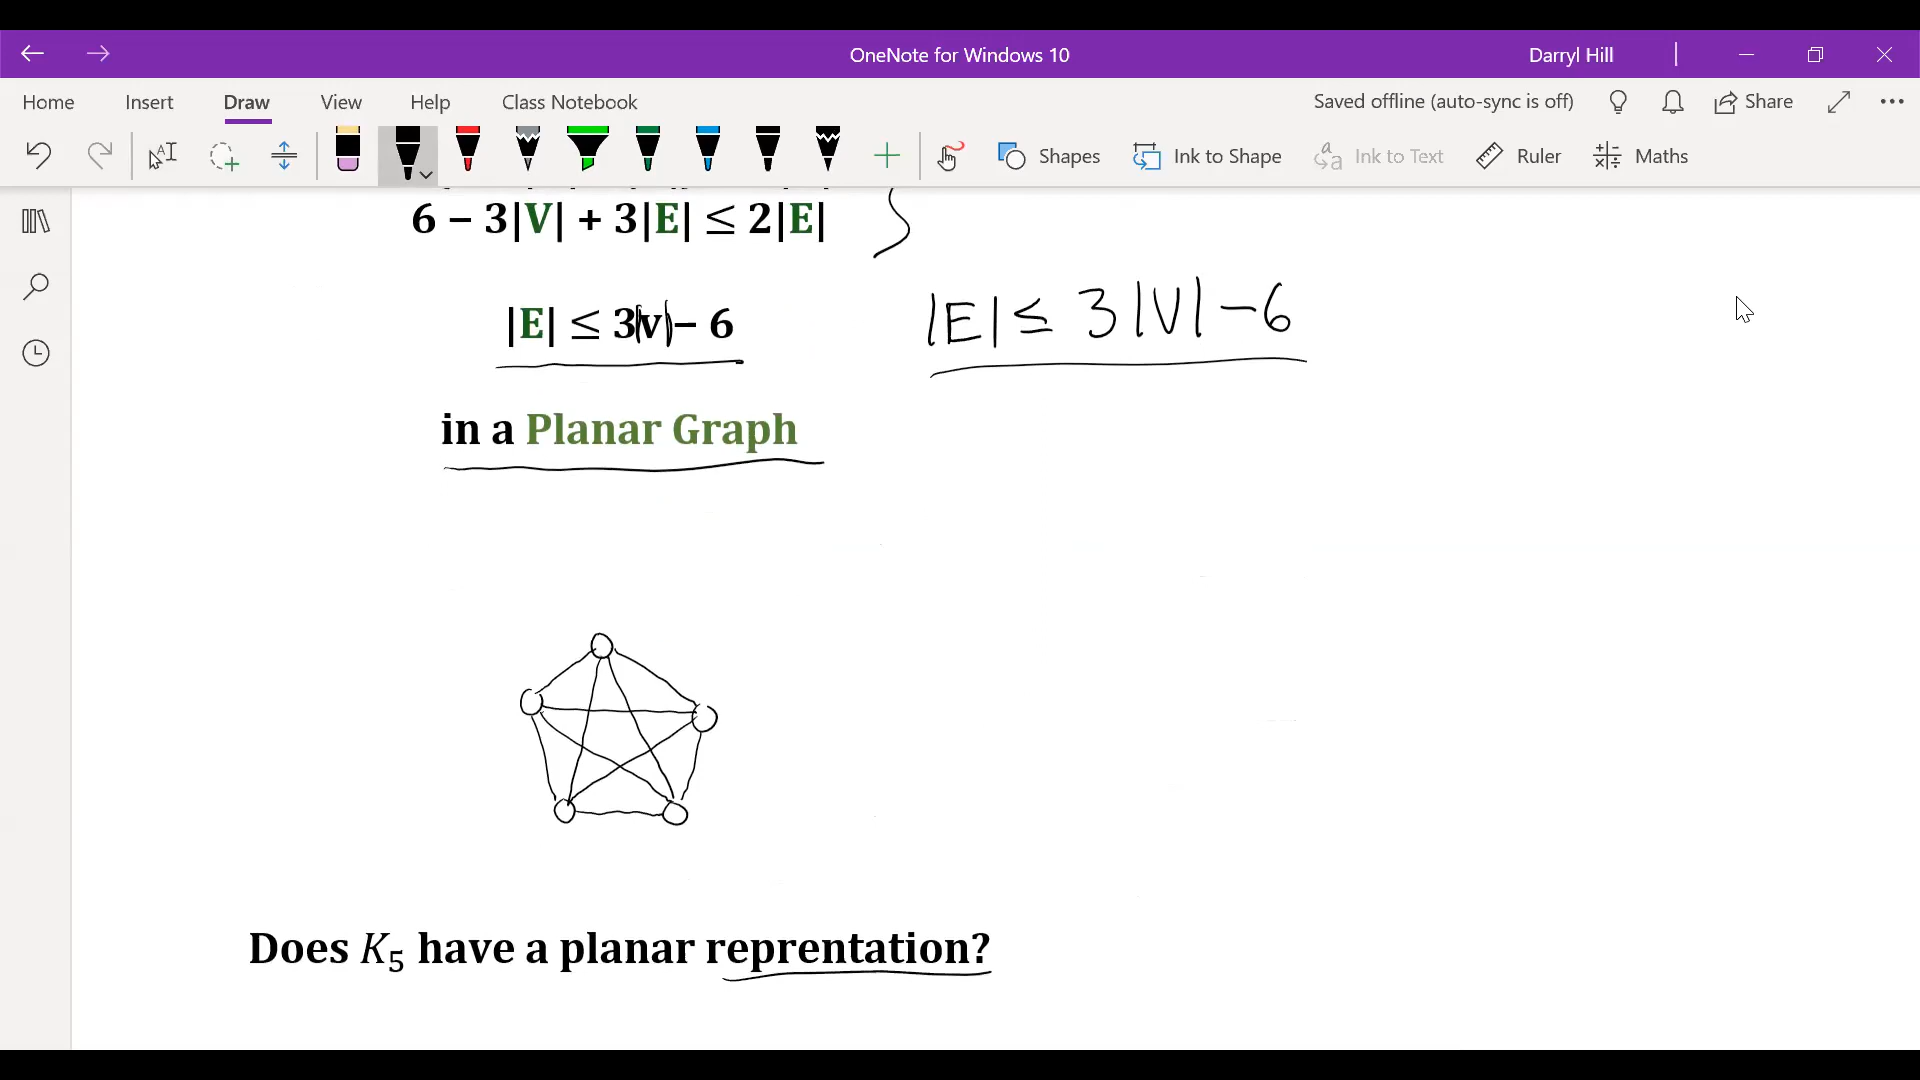 OneNote for Windows 10
Darryl Hill
Home Insert Draw View Help Class Notebook
Saved offline (auto-sync is off) Share
Shapes Ink to Shape Ink to Text Ruler Maths
6 − 3|V| + 3|E| ≤ 2|E|
|E| ≤ 3|v| − 6
|E| ≤ 3|V| − 6
in a Planar Graph
Does K₅ have a planar reprentation?